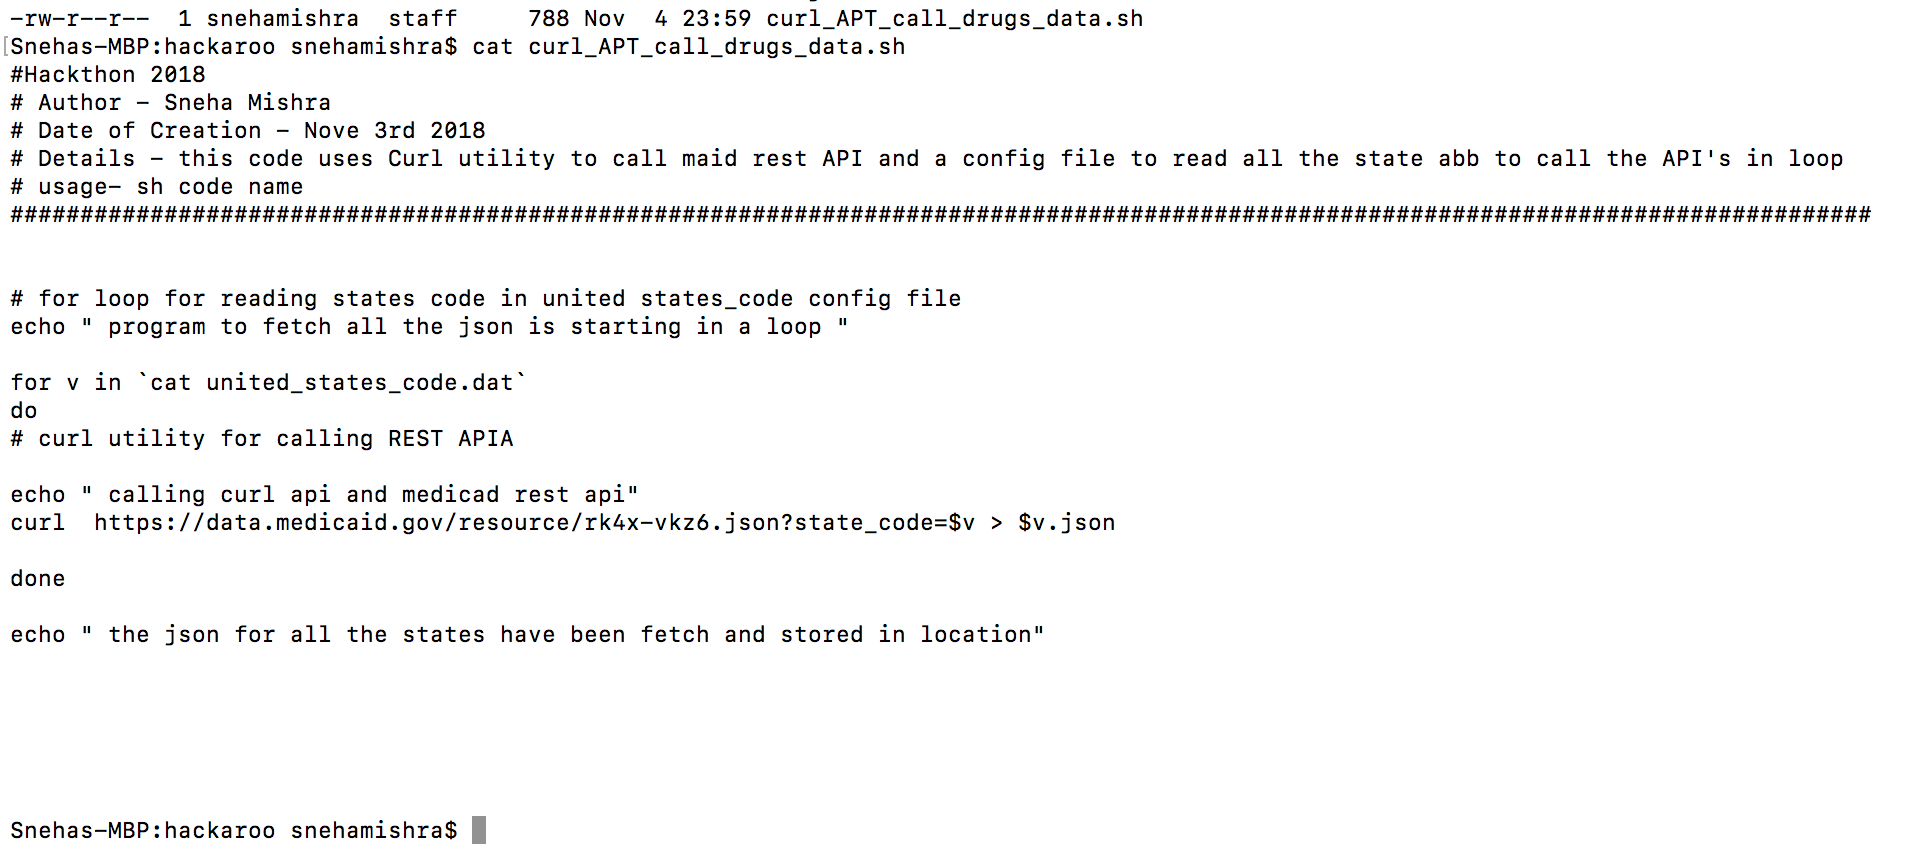 -rw-r--r--  1 snehamishra  staff     788 Nov  4 23:59 curl_APT_call_drugs_data.sh
[Snehas-MBP:hackaroo snehamishra$ cat curl_APT_call_drugs_data.sh
#Hackthon 2018
# Author - Sneha Mishra
# Date of Creation - Nove 3rd 2018
# Details - this code uses Curl utility to call maid rest API and a config file to read all the state abb to call the API's in loop
# usage- sh code name
#####################################################################################################################################
# for loop for reading states code in united states_code config file
echo " program to fetch all the json is starting in a loop "
for v in `cat united_states_code.dat`
do
# curl utility for calling REST APIA
echo " calling curl api and medicad rest api"
curl  https://data.medicaid.gov/resource/rk4x-vkz6.json?state_code=$v > $v.json
done
echo " the json for all the states have been fetch and stored in location"
Snehas-MBP:hackaroo snehamishra$